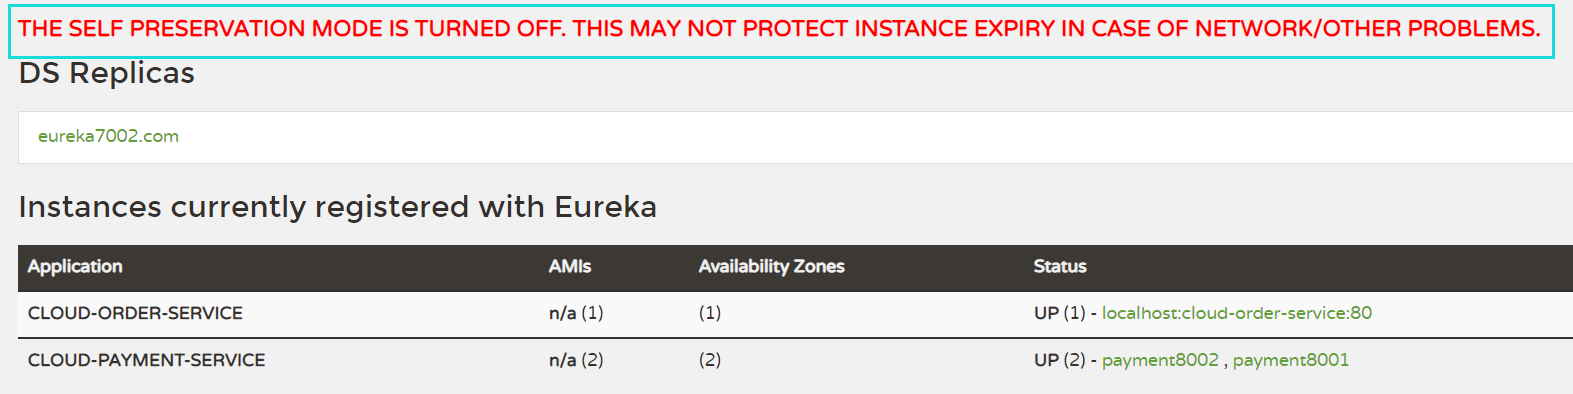 THE SELF PRESERVATION MODE IS TURNED OFF. THIS MAY NOT PROTECT INSTANCE EXPIRY IN CASE OF NETWORK/OTHER PROBLEMS.
DS Replicas
eureka7002.com
Instances currently registered with Eureka
Application AMIs Availability Zones Status
CLOUD-ORDER-SERVICE n/a (1) (1) UP (1) - localhost:cloud-order-service:80
CLOUD-PAYMENT-SERVICE n/a (2) (2) UP (2) - payment8002 , payment8001